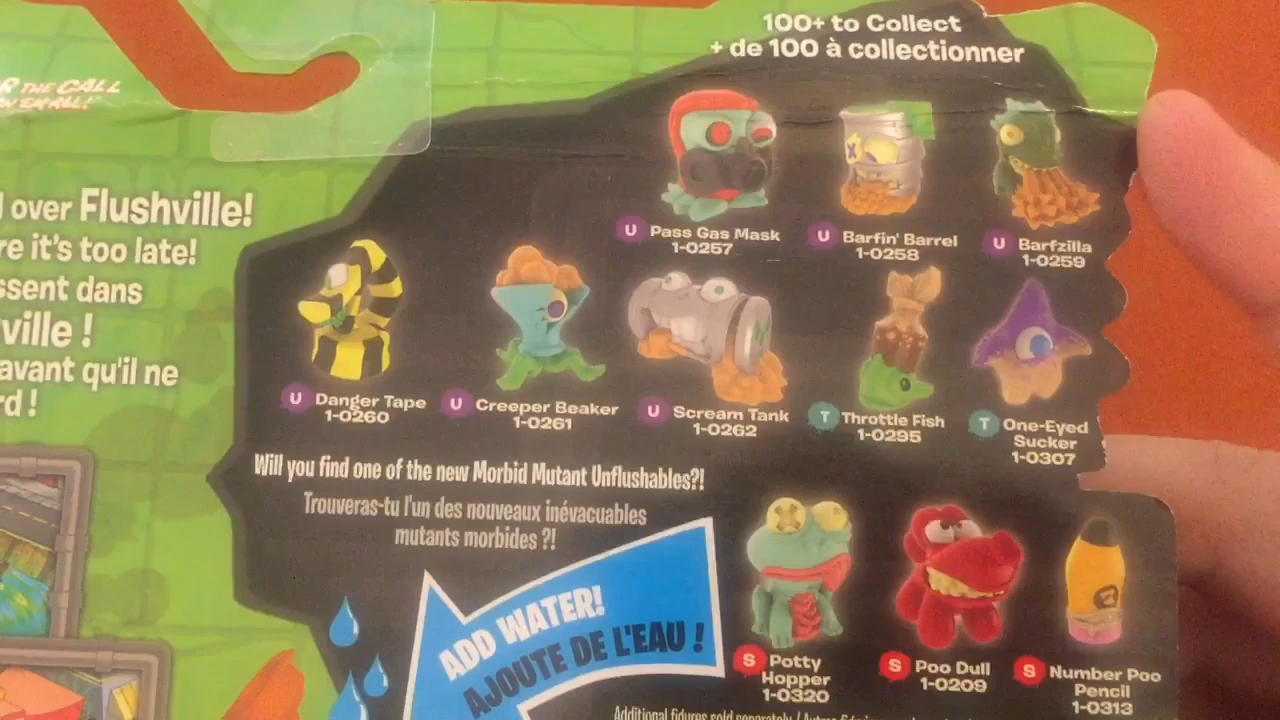 100+ to Collect
+ de 100 à collectionner
THE CALL
over Flushville!
re it's too late!
ssent dans
ville !
avant qu'il ne
rd !
U Pass Gas Mask
1-0257
U Barfin' Barrel
1-0258
U Barfzilla
1-0259
U Danger Tape
1-0260
U Creeper Beaker
1-0261
U Scream Tank
1-0262
T Throttle Fish
1-0295
T One-Eyed
Sucker
1-0307
Will you find one of the new Morbid Mutant Unflushables?!
Trouveras-tu l'un des nouveaux inévacuables
mutants morbides ?!
ADD WATER!
AJOUTE DE L'EAU !
S Potty
Hopper
1-0320
S Poo Dull
1-0209
S Number Poo
Pencil
1-0313
Additional figures sold separately /